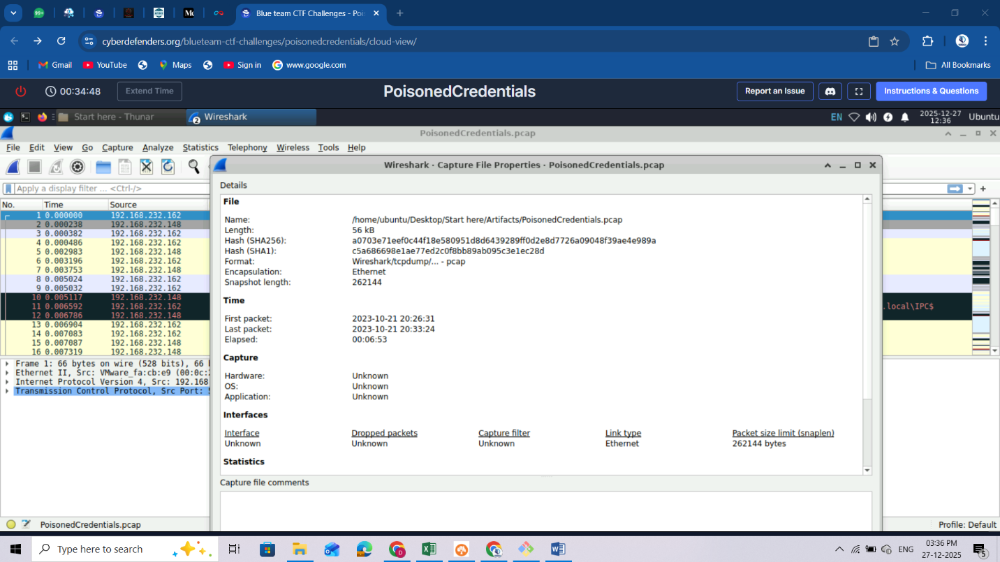 99+
Blue team CTF Challenges - Poi
cyberdefenders.org/blueteam-ctf-challenges/poisonedcredentials/cloud-view/
Gmail YouTube Maps Sign in www.google.com All Bookmarks
00:34:48 Extend Time PoisonedCredentials Report an Issue Instructions & Questions
Start here - Thunar 2 Wireshark EN 2025-12-27 12:36 Ubuntu
PoisonedCredentials.pcap
File Edit View Go Capture Analyze Statistics Telephony Wireless Tools Help
Wireshark · Capture File Properties · PoisonedCredentials.pcap
Apply a display filter ... <Ctrl-/>
No. Time Source
1 0.000000 192.168.232.162
2 0.000238 192.168.232.148
3 0.000382 192.168.232.162
4 0.000486 192.168.232.162
5 0.002983 192.168.232.148
6 0.003196 192.168.232.162
7 0.003753 192.168.232.148
8 0.005024 192.168.232.162
9 0.005032 192.168.232.162
10 0.005117 192.168.232.148
11 0.006592 192.168.232.162
12 0.006786 192.168.232.148
13 0.006904 192.168.232.162
14 0.007083 192.168.232.162
15 0.007087 192.168.232.148
16 0.007319 192.168.232.148
.local\IPC$
Frame 1: 66 bytes on wire (528 bits), 66
Ethernet II, Src: VMware_fa:cb:e9 (00:0c:
Internet Protocol Version 4, Src: 192.168
Transmission Control Protocol, Src Port:
Details
File
Name: /home/ubuntu/Desktop/Start here/Artifacts/PoisonedCredentials.pcap
Length: 56 kB
Hash (SHA256): a0703e71eef0c44f18e580951d8d6439289ff0d2e8d7726a09048f39ae4e989a
Hash (SHA1): c5a686698e1ae77ed2c0f8bb89ab095c3e1ec28d
Format: Wireshark/tcpdump/... - pcap
Encapsulation: Ethernet
Snapshot length: 262144
Time
First packet: 2023-10-21 20:26:31
Last packet: 2023-10-21 20:33:24
Elapsed: 00:06:53
Capture
Hardware: Unknown
OS: Unknown
Application: Unknown
Interfaces
Interface Dropped packets Capture filter Link type Packet size limit (snaplen)
Unknown Unknown Unknown Ethernet 262144 bytes
Statistics
Capture file comments
PoisonedCredentials.pcap Profile: Default
Type here to search ENG 03:36 PM 27-12-2025 5